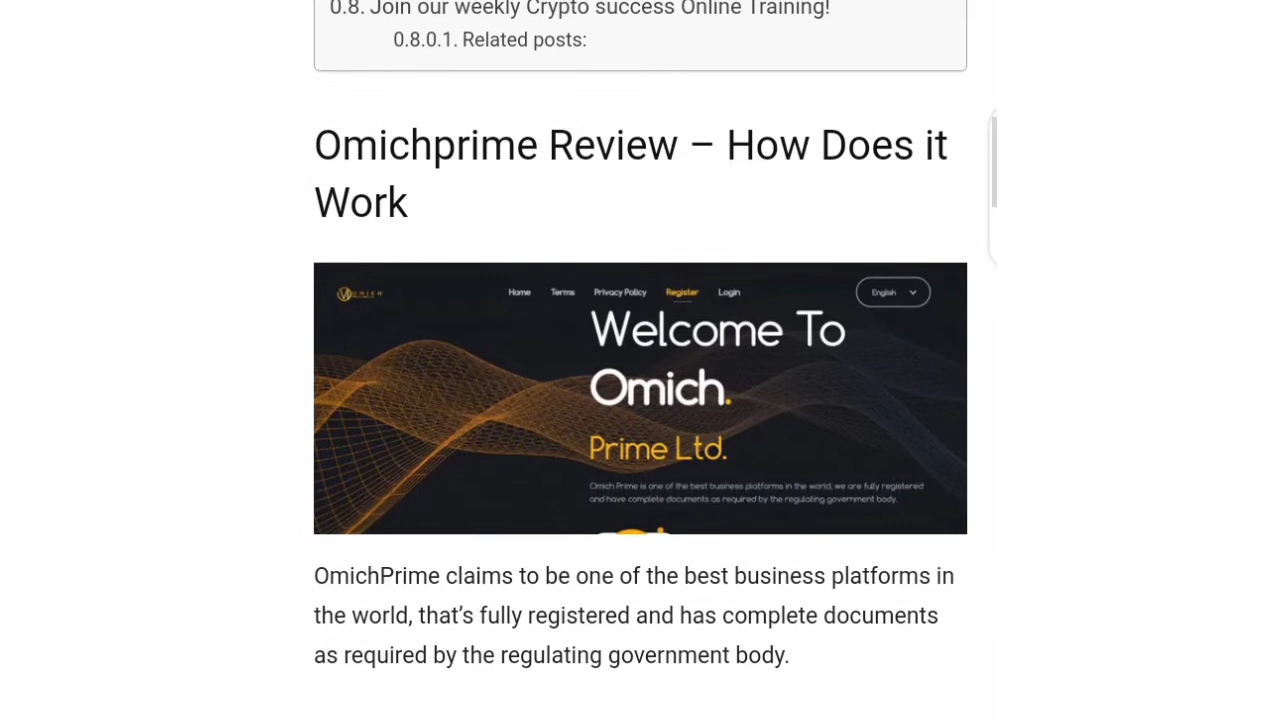 0.8. Join our weekly Crypto success Online Training!
0.8.0.1. Related posts:
Omichprime Review – How Does it
Work
OMICH
Home Terms Privacy Policy Register Login English
Welcome To
Omich.
Prime Ltd.
Omich Prime is one of the best business platforms in the world, we are fully registered
and have complete documents as required by the regulating government body.
OmichPrime claims to be one of the best business platforms in
the world, that’s fully registered and has complete documents
as required by the regulating government body.